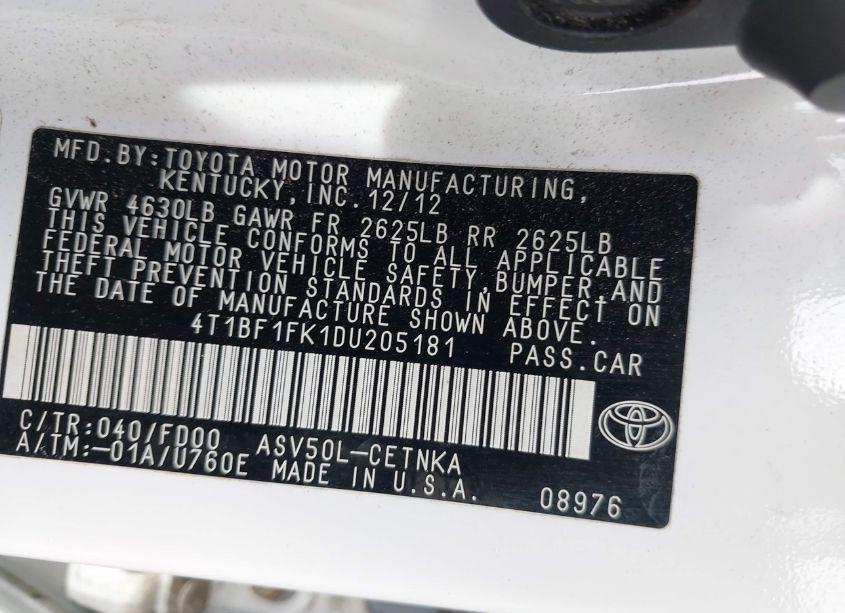 MFD.BY:TOYOTA MOTOR MANUFACTURING,
KENTUCKY,INC.12/12
GVWR 4630LB GAWR FR 2625LB RR 2625LB
THIS VEHICLE CONFORMS TO ALL APPLICABLE
FEDERAL MOTOR VEHICLE SAFETY,BUMPER,AND
THEFT PREVENTION STANDARDS IN EFFECT ON
THE DATE OF MANUFACTURE SHOWN ABOVE.
4T1BF1FK1DU205181 PASS.CAR
C/TR:040/FD00 ASV50L-CETNKA
A/TM:-01A/U760E MADE IN U.S.A. 08976